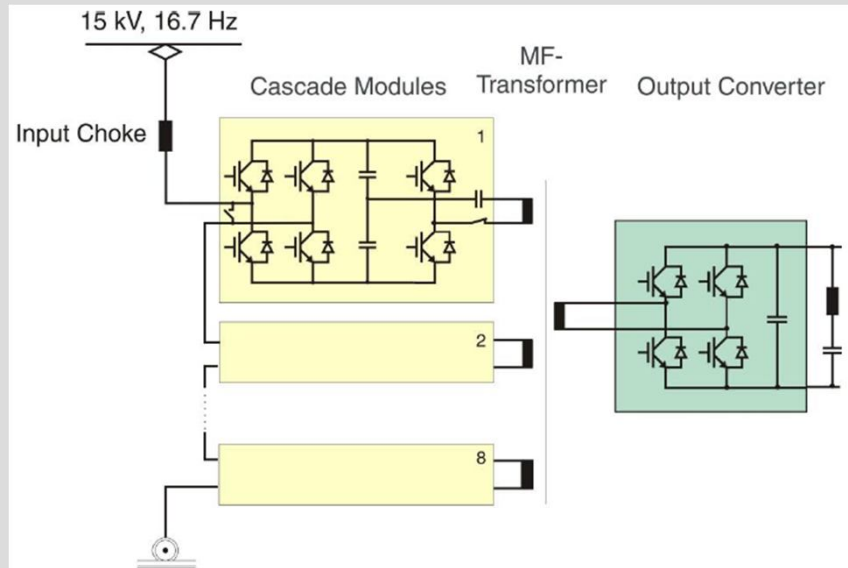 15 kV, 16.7 Hz
MF-
Cascade Modules
Transformer
Output Converter
Input Choke
1
2
8